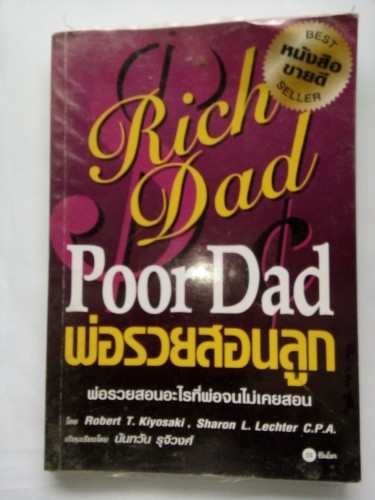 BEST
หนังสือ
ขายดี
SELLER
Rich
Dad
Poor Dad
พ่อรวยสอนลูก
พ่อรวยสอนอะไรที่พ่อจนไม่เคยสอน
โดย Robert T. Kiyosaki , Sharon L. Lechter C.P.A.
เรียบเรียงโดย นันทวัน รุจิวงศ์
ซีเอ็ด